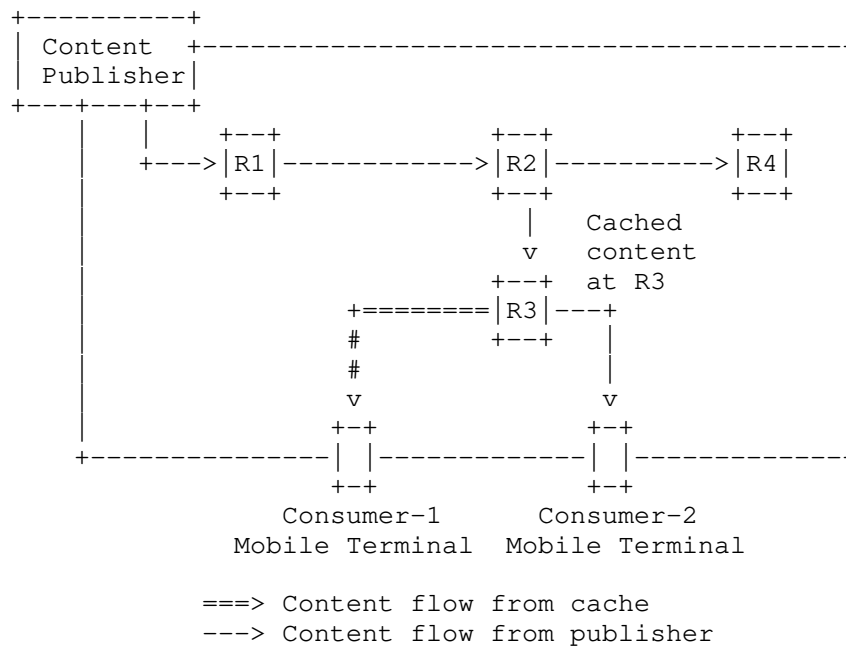 Content
Publisher
R1 R2 R4
Cached
content
at R3
R3
Consumer-1 Consumer-2
Mobile Terminal Mobile Terminal
===> Content flow from cache
---> Content flow from publisher